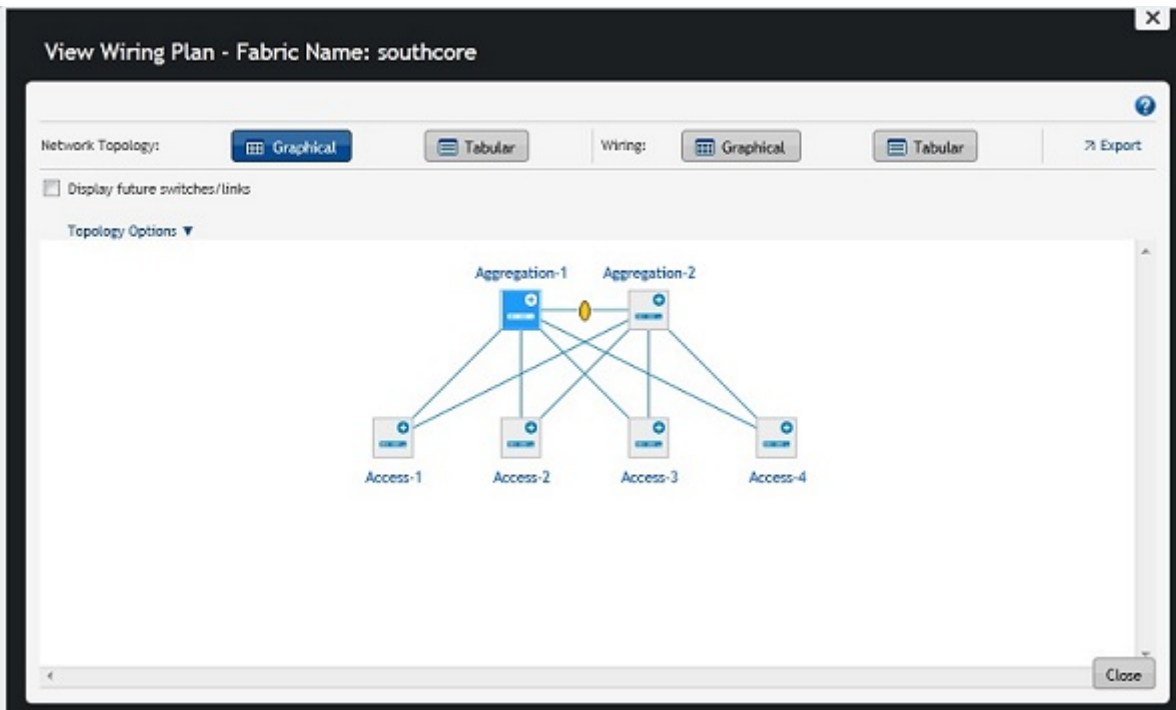 View Wiring Plan - Fabric Name: southcore
Network Topology: Graphical Tabular Wiring: Graphical Tabular Export
Display future switches/links
Topology Options ▼
Aggregation-1 Aggregation-2
Access-1 Access-2 Access-3 Access-4
Close